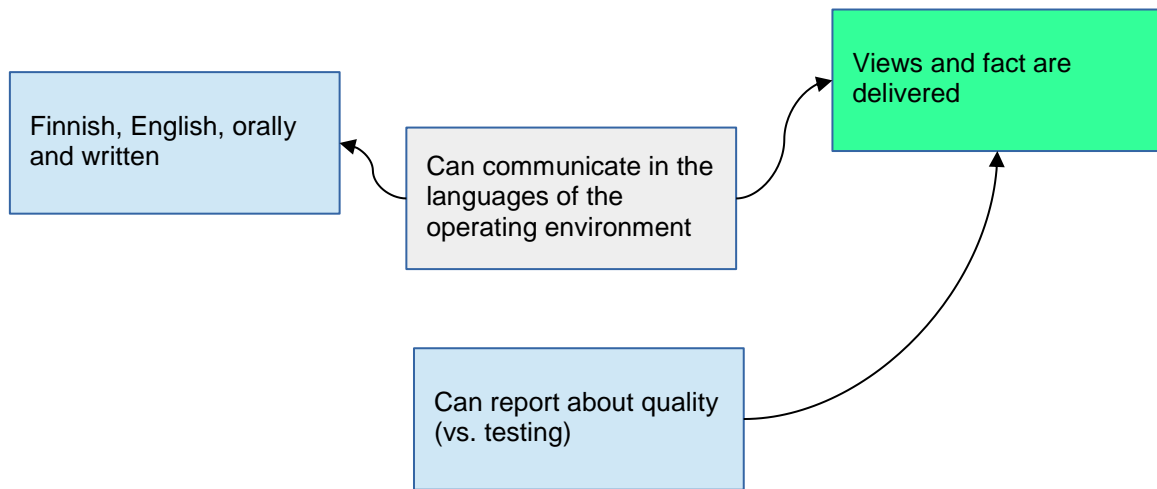 Views and fact are
delivered
Finnish, English, orally
and written
Can communicate in the
languages of the
operating environment
Can report about quality
(vs. testing)